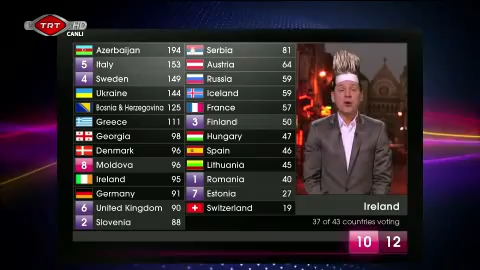 TRT HD
CANLI
Azerbaijan 194
5 Italy 153
4 Sweden 149
Ukraine 144
Bosnia & Herzegovina 125
Greece 111
Georgia 98
Denmark 96
8 Moldova 96
Ireland 95
Germany 91
6 United Kingdom 90
2 Slovenia 88
Serbia 81
Austria 64
Russia 59
Iceland 59
France 57
3 Finland 50
Hungary 47
Spain 46
Lithuania 45
1 Romania 40
7 Estonia 27
Switzerland 19
Ireland
37 of 43 countries voting
10 12